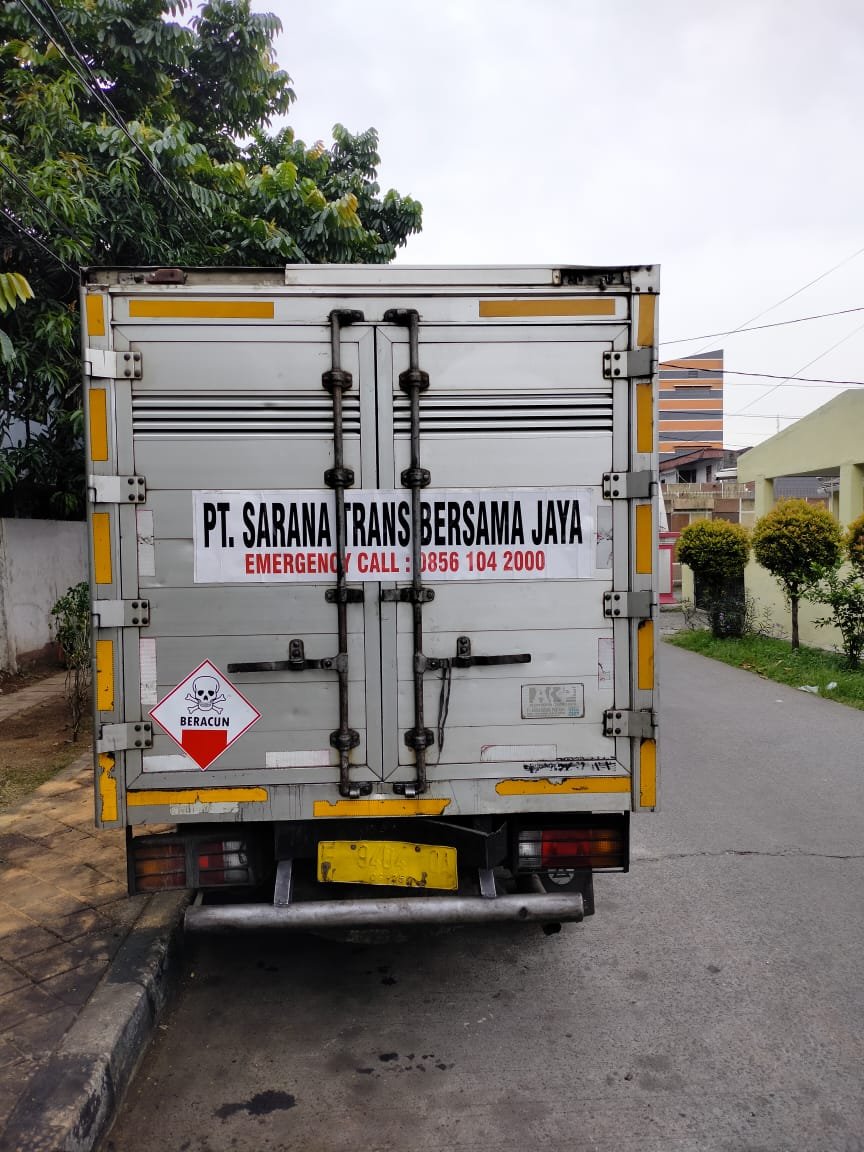 PT. SARANA TRANS BERSAMA JAYA
EMERGENCY CALL : 0856 104 2000
BERACUN